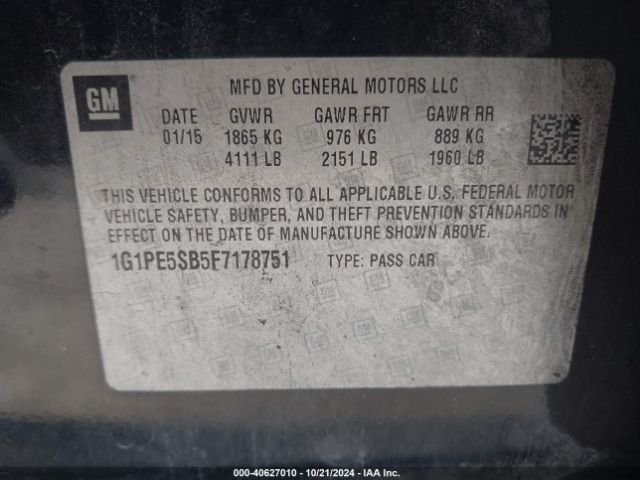 GM
MFD BY GENERAL MOTORS LLC
DATE GVWR GAWR FRT GAWR RR
01/15 1865 KG 976 KG 889 KG
4111 LB 2151 LB 1960 LB
THIS VEHICLE CONFORMS TO ALL APPLICABLE U.S. FEDERAL MOTOR
VEHICLE SAFETY, BUMPER, AND THEFT PREVENTION STANDARDS IN
EFFECT ON THE DATE OF MANUFACTURE SHOWN ABOVE.
1G1PE5SB5F7178751 TYPE: PASS CAR
000-40627010 - 10/21/2024 - IAA Inc.